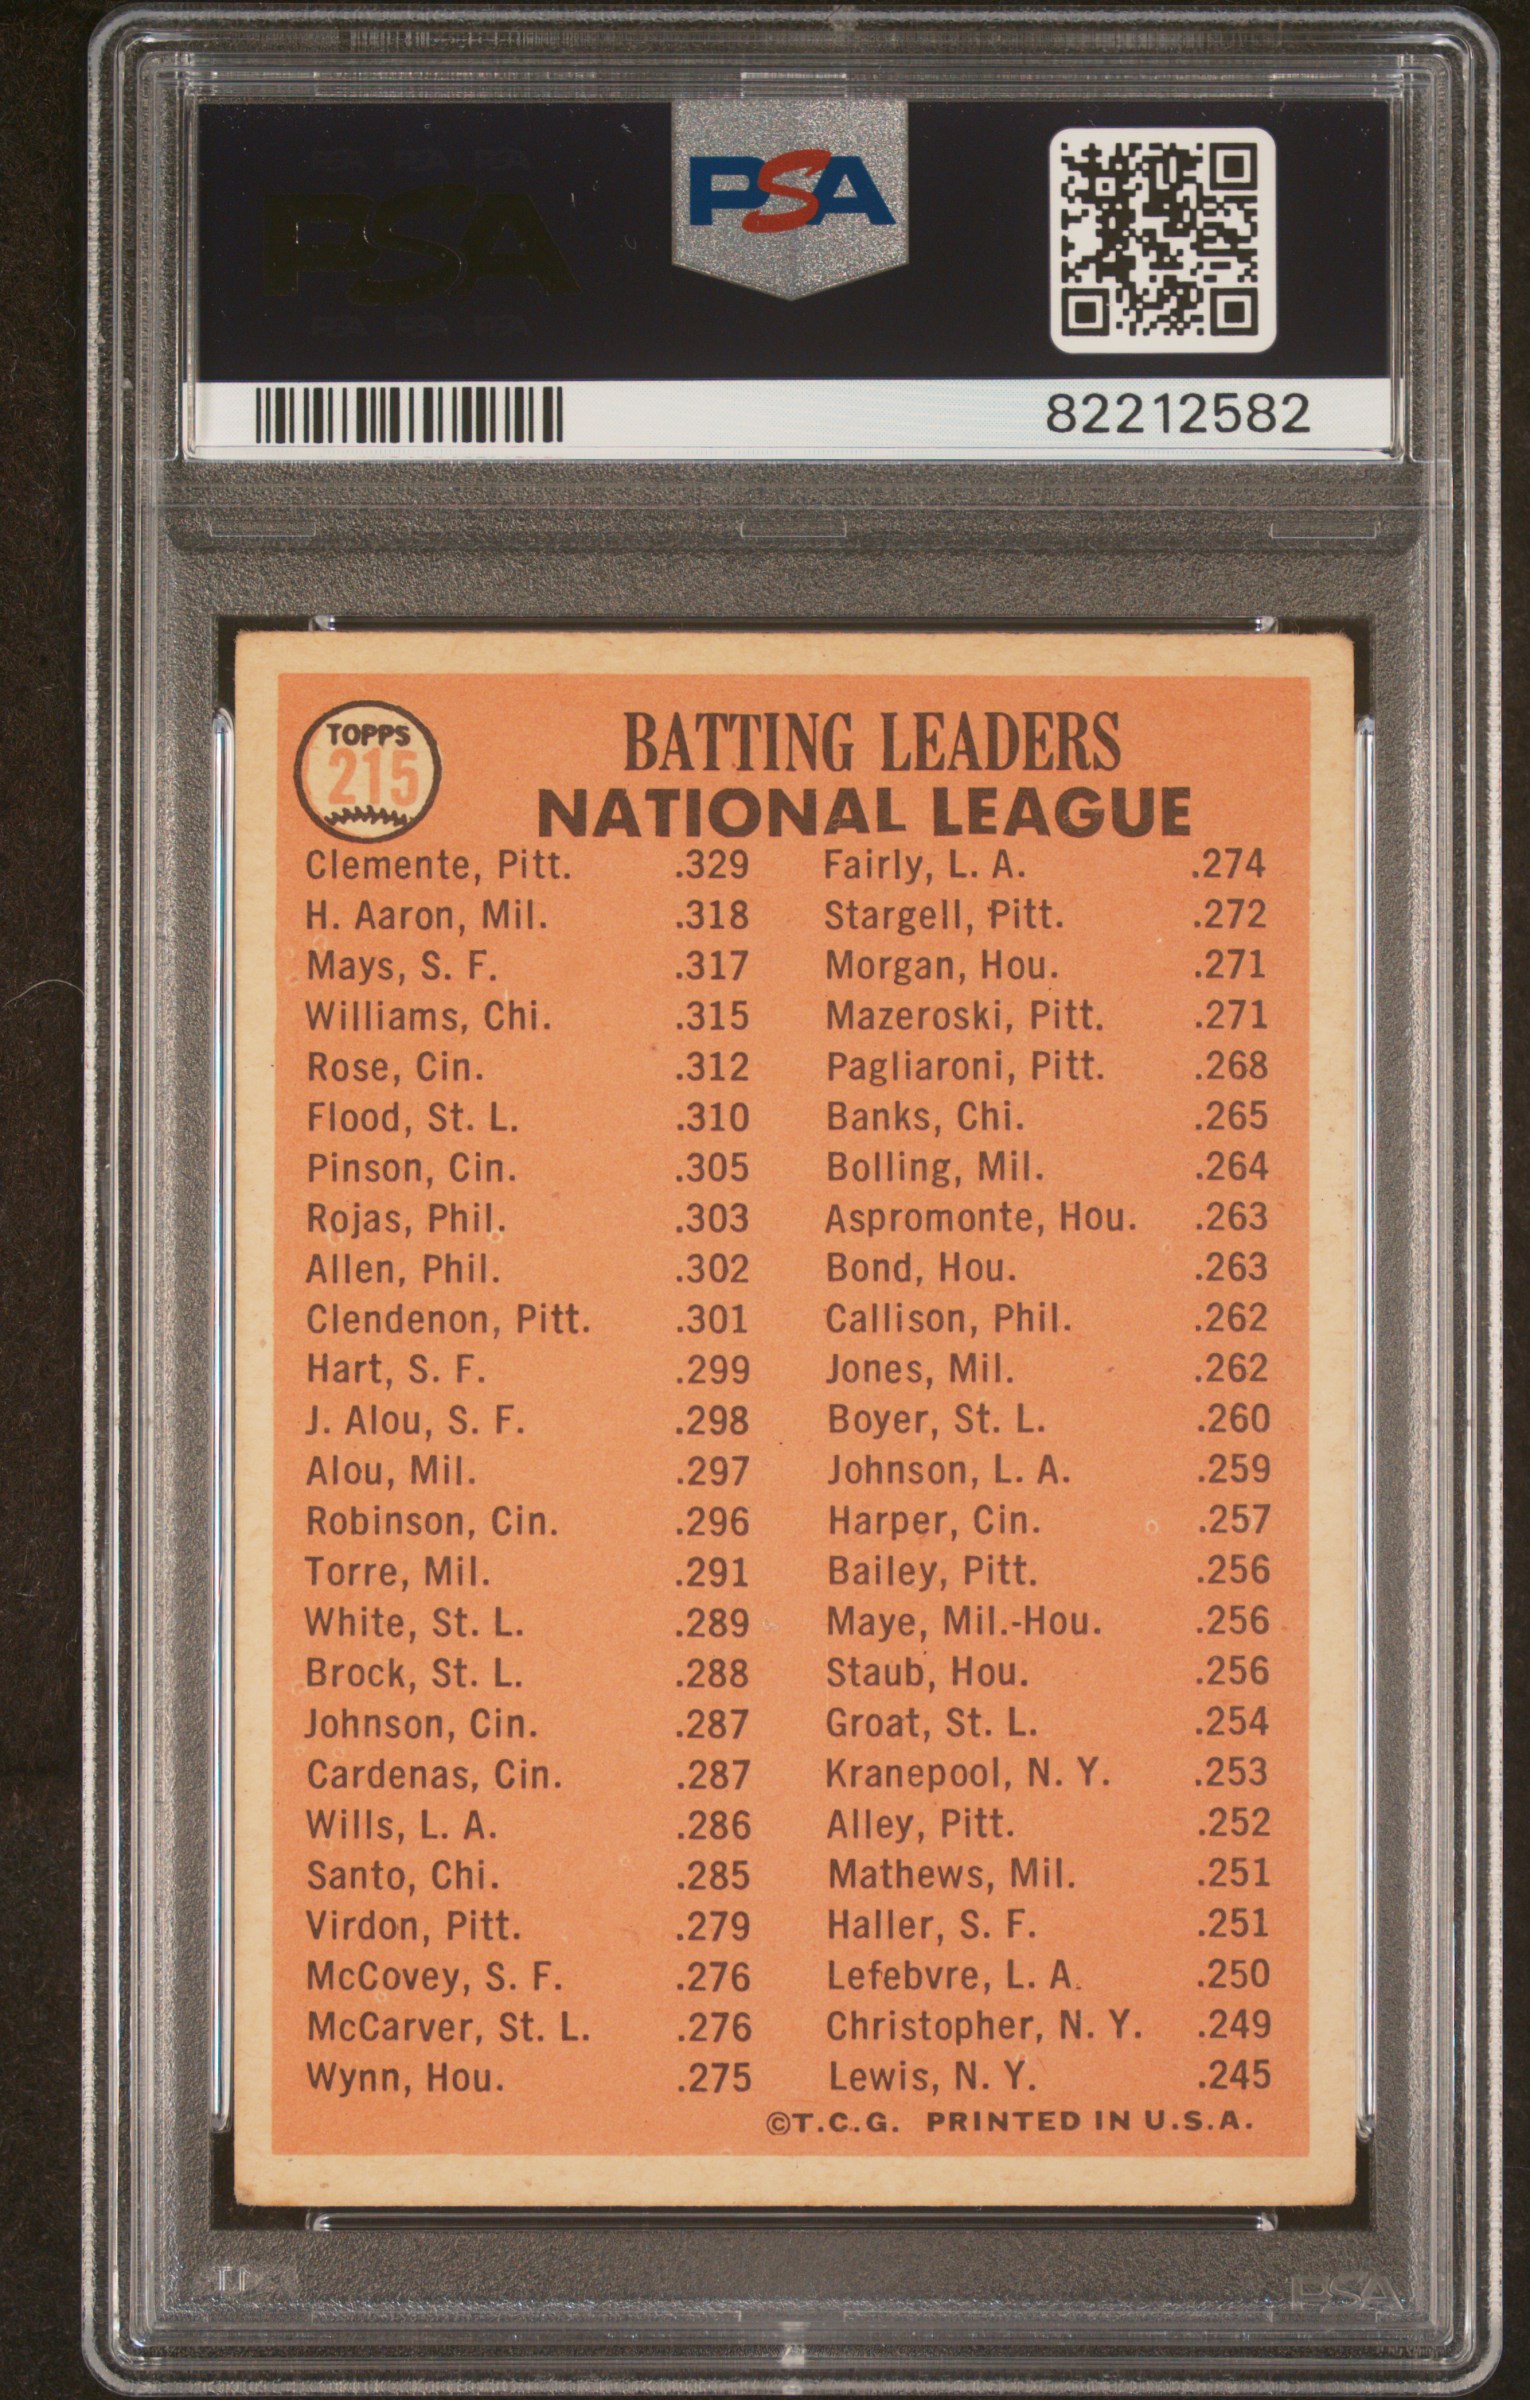 PSA PSA PSA
PSA
PSA PSA PSA
PSA
82212582
TOPPS
215
BATTING LEADERS
NATIONAL LEAGUE
Clemente, Pitt. .329
H. Aaron, Mil. .318
Mays, S. F. .317
Williams, Chi. .315
Rose, Cin. .312
Flood, St. L. .310
Pinson, Cin. .305
Rojas, Phil. .303
Allen, Phil. .302
Clendenon, Pitt. .301
Hart, S. F. .299
J. Alou, S. F. .298
Alou, Mil. .297
Robinson, Cin. .296
Torre, Mil. .291
White, St. L. .289
Brock, St. L. .288
Johnson, Cin. .287
Cardenas, Cin. .287
Wills, L. A. .286
Santo, Chi. .285
Virdon, Pitt. .279
McCovey, S. F. .276
McCarver, St. L. .276
Wynn, Hou. .275
Fairly, L. A. .274
Stargell, Pitt. .272
Morgan, Hou. .271
Mazeroski, Pitt. .271
Pagliaroni, Pitt. .268
Banks, Chi. .265
Bolling, Mil. .264
Aspromonte, Hou. .263
Bond, Hou. .263
Callison, Phil. .262
Jones, Mil. .262
Boyer, St. L. .260
Johnson, L. A. .259
Harper, Cin. .257
Bailey, Pitt. .256
Maye, Mil.-Hou. .256
Staub, Hou. .256
Groat, St. L. .254
Kranepool, N. Y. .253
Alley, Pitt. .252
Mathews, Mil. .251
Haller, S. F. .251
Lefebvre, L. A. .250
Christopher, N. Y. .249
Lewis, N. Y. .245
©T.C.G. PRINTED IN U.S.A.
PSA